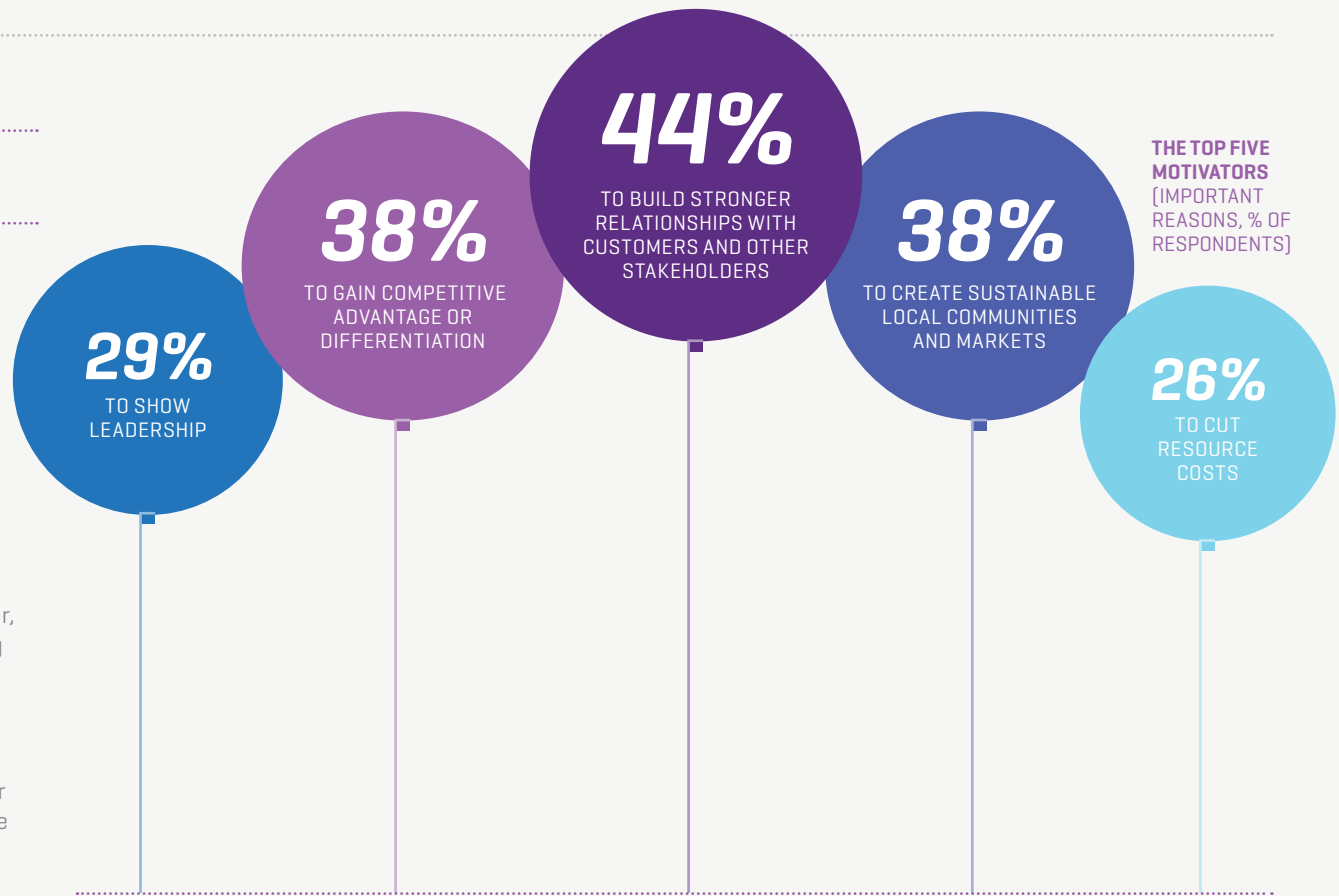 44%
TO BUILD STRONGER
RELATIONSHIPS WITH
CUSTOMERS AND OTHER
STAKEHOLDERS
38%
TO GAIN COMPETITIVE
ADVANTAGE OR
DIFFERENTIATION
38%
TO CREATE SUSTAINABLE
LOCAL COMMUNITIES
AND MARKETS
THE TOP FIVE
MOTIVATORS
(IMPORTANT
REASONS, % OF
RESPONDENTS)
29%
TO SHOW
LEADERSHIP
26%
TO CUT
RESOURCE
COSTS